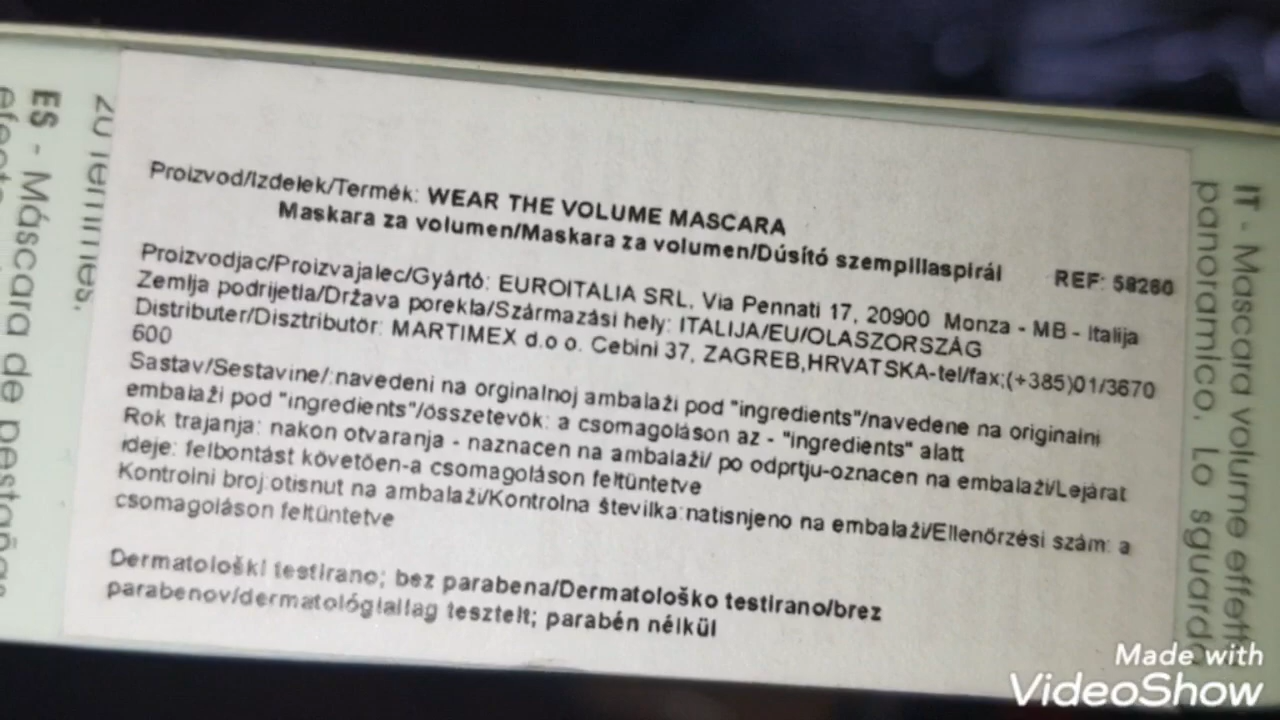 Proizvod/Izdelek/Termék: WEAR THE VOLUME MASCARA
Maskara za volumen/Maskara za volumen/Dúsító szempillaspirál REF: 58260
Proizvodjac/Proizvajalec/Gyártó: EUROITALIA SRL, Via Pennati 17, 20900 Monza - MB - Italija
Zemlja podrijetla/Država porekla/Származási hely: ITALIJA/EU/OLASZORSZÁG
Distributer/Disztributőr: MARTIMEX d.o o. Cebini 37, ZAGREB,HRVATSKA-tel/fax:(+385)01/3670
600
Sastav/Sestavine/:navedeni na orginalnoj ambalaži pod "ingredients"/navedene na originalni
embalaži pod "ingredients"/összetevők: a csomagoláson az - "ingredients" alatt
Rok trajanja: nakon otvaranja - naznacen na ambalaži/ po odprtju-oznacen na embalaži/Lejárat
ideje: felbontást követően-a csomagoláson feltüntetve
Kontrolni broj:otisnut na ambalaži/Kontrolna številka:natisnjeno na embalaži/Ellenőrzési szám: a
csomagoláson feltüntetve
Dermatološki testirano; bez parabena/Dermatološko testirano/brez
parabenov/dermatológiailag tesztelt; parabén nélkül
ES - Máscara de pestañas
IT - Mascara volume effetto
panoramico. Lo sguardo
Made with
VideoShow